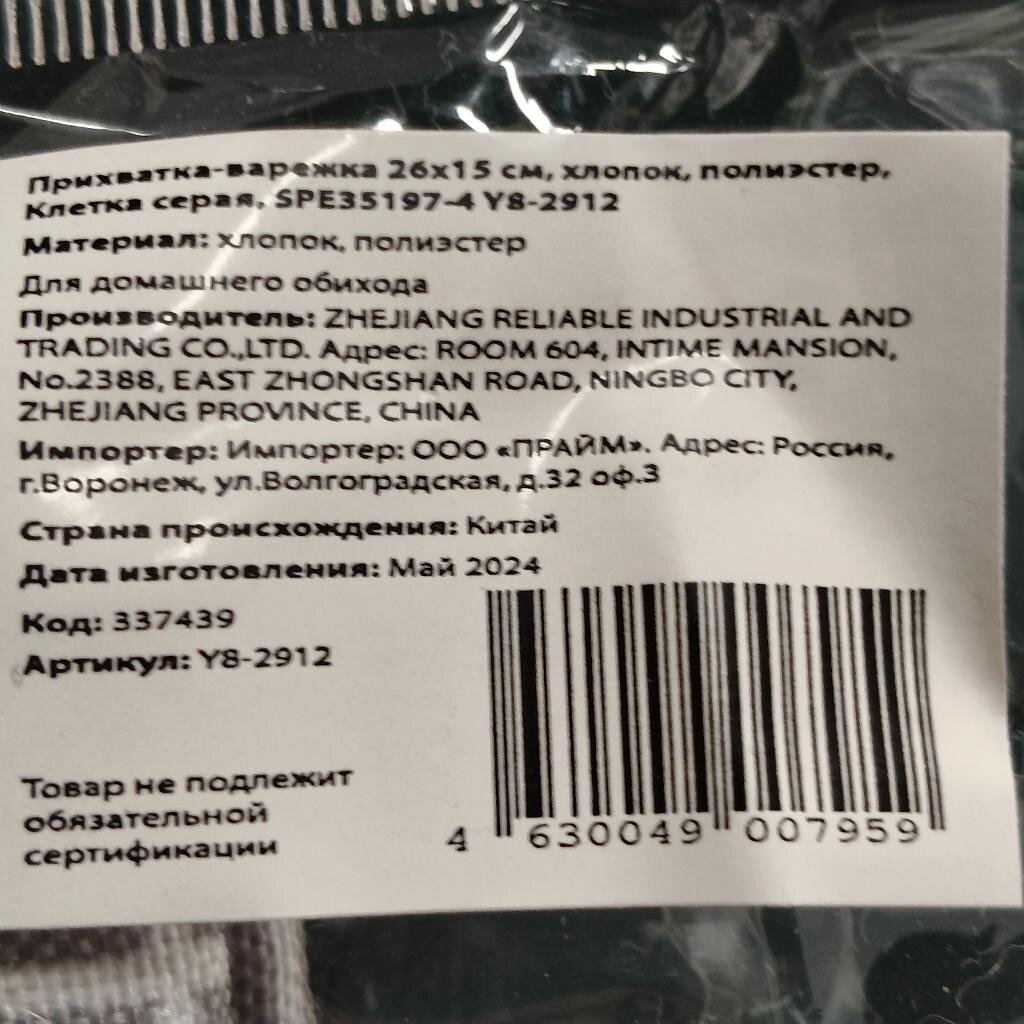 Прихватка-варежка 26х15 см, хлопок, полиэстер,
Клетка серая, SPE35197-4 Y8-2912
Материал: хлопок, полиэстер
Для домашнего обихода
Производитель: ZHEJIANG RELIABLE INDUSTRIAL AND
TRADING CO.,LTD. Адрес: ROOM 604, INTIME MANSION,
No.2388, EAST ZHONGSHAN ROAD, NINGBO CITY,
ZHEJIANG PROVINCE, CHINA
Импортер: Импортер: ООО «ПРАЙМ». Адрес: Россия,
г.Воронеж, ул.Волгоградская, д.32 оф.3
Страна происхождения: Китай
Дата изготовления: Май 2024
Код: 337439
Артикул: Y8-2912
Товар не подлежит
обязательной
сертификации
4 630049 007959